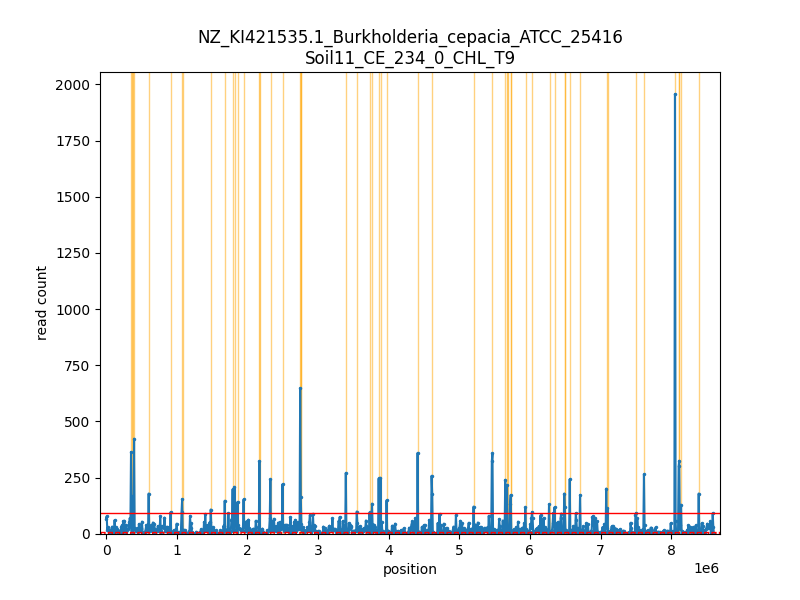 NZ_KI421535.1_Burkholderia_cepacia_ATCC_25416
Soil11_CE_234_0_CHL_T9
2000
1750
1500
1250
1000
750
500
250
0
read count
0 1 2 3 4 5 6 7 8
1e6
position